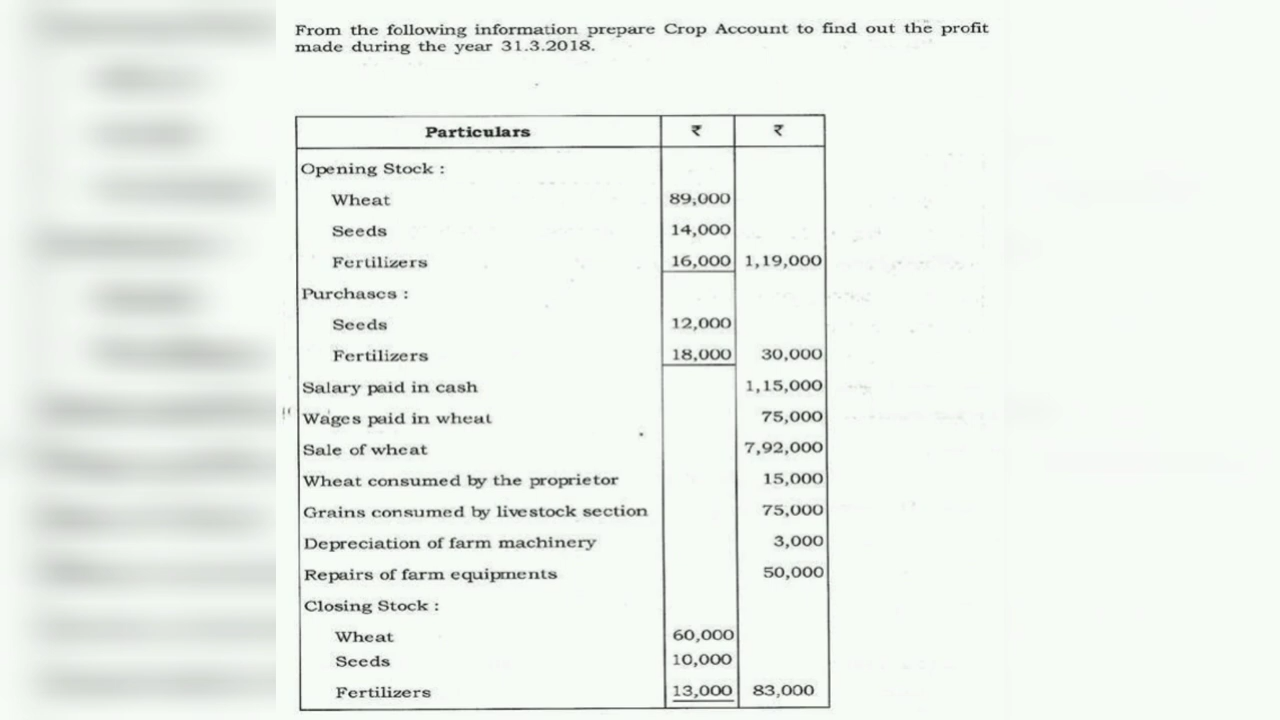 From the following information prepare Crop Account to find out the profit
made during the year 31.3.2018.
Particulars ₹ ₹
Opening Stock :
Wheat 89,000
Seeds 14,000
Fertilizers 16,000 1,19,000
Purchases :
Seeds 12,000
Fertilizers 18,000 30,000
Salary paid in cash 1,15,000
Wages paid in wheat 75,000
Sale of wheat 7,92,000
Wheat consumed by the proprietor 15,000
Grains consumed by livestock section 75,000
Depreciation of farm machinery 3,000
Repairs of farm equipments 50,000
Closing Stock :
Wheat 60,000
Seeds 10,000
Fertilizers 13,000 83,000